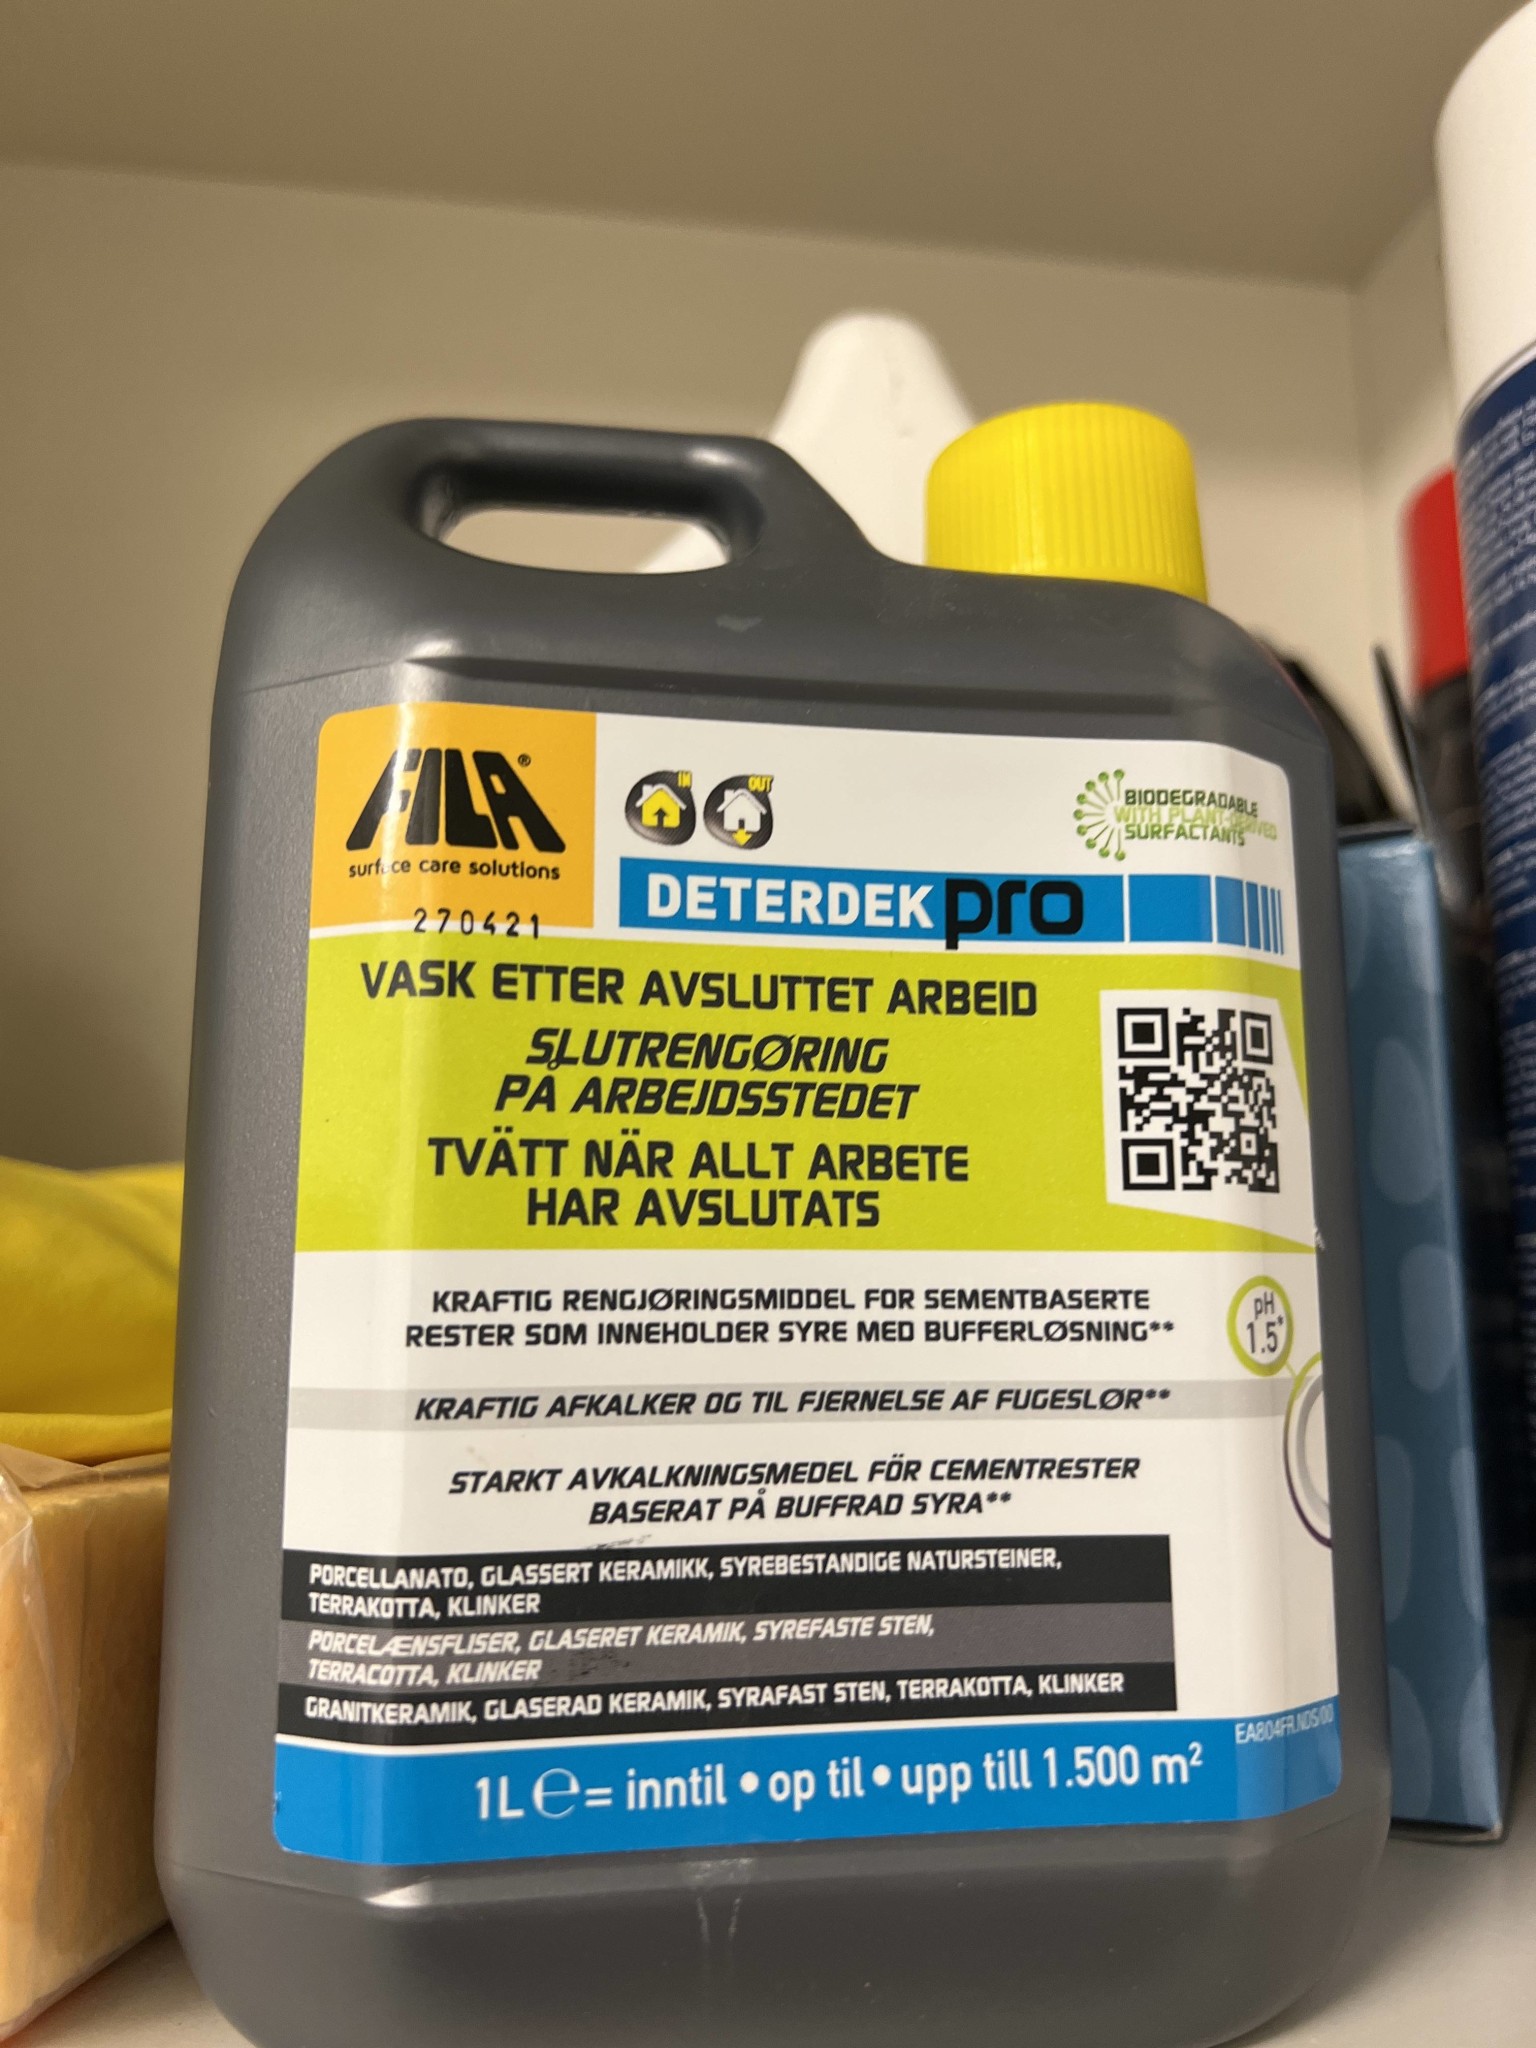 FILA®
surface care solutions
270421
IN
OUT
BIODEGRADABLE
WITH PLANT-DERIVED
SURFACTANTS
DETERDEK pro
VASK ETTER AVSLUTTET ARBEID
SLUTRENGØRING
PÅ ARBEJDSSTEDET
TVÄTT NÄR ALLT ARBETE
HAR AVSLUTATS
KRAFTIG RENGJØRINGSMIDDEL FOR SEMENTBASERTE
RESTER SOM INNEHOLDER SYRE MED BUFFERLØSNING**
pH
1.5*
KRAFTIG AFKALKER OG TIL FJERNELSE AF FUGESLØR**
STARKT AVKALKNINGSMEDEL FÖR CEMENTRESTER
BASERAT PÅ BUFFRAD SYRA**
PORCELLANATO, GLASSERT KERAMIKK, SYREBESTANDIGE NATURSTEINER,
TERRAKOTTA, KLINKER
PORCELÆNSFLISER, GLASERET KERAMIK, SYREFASTE STEN,
TERRACOTTA, KLINKER
GRANITKERAMIK, GLASERAD KERAMIK, SYRAFAST STEN, TERRAKOTTA, KLINKER
EA804FR.NDS/00
1L ℮ = inntil • op til • upp till 1.500 m²